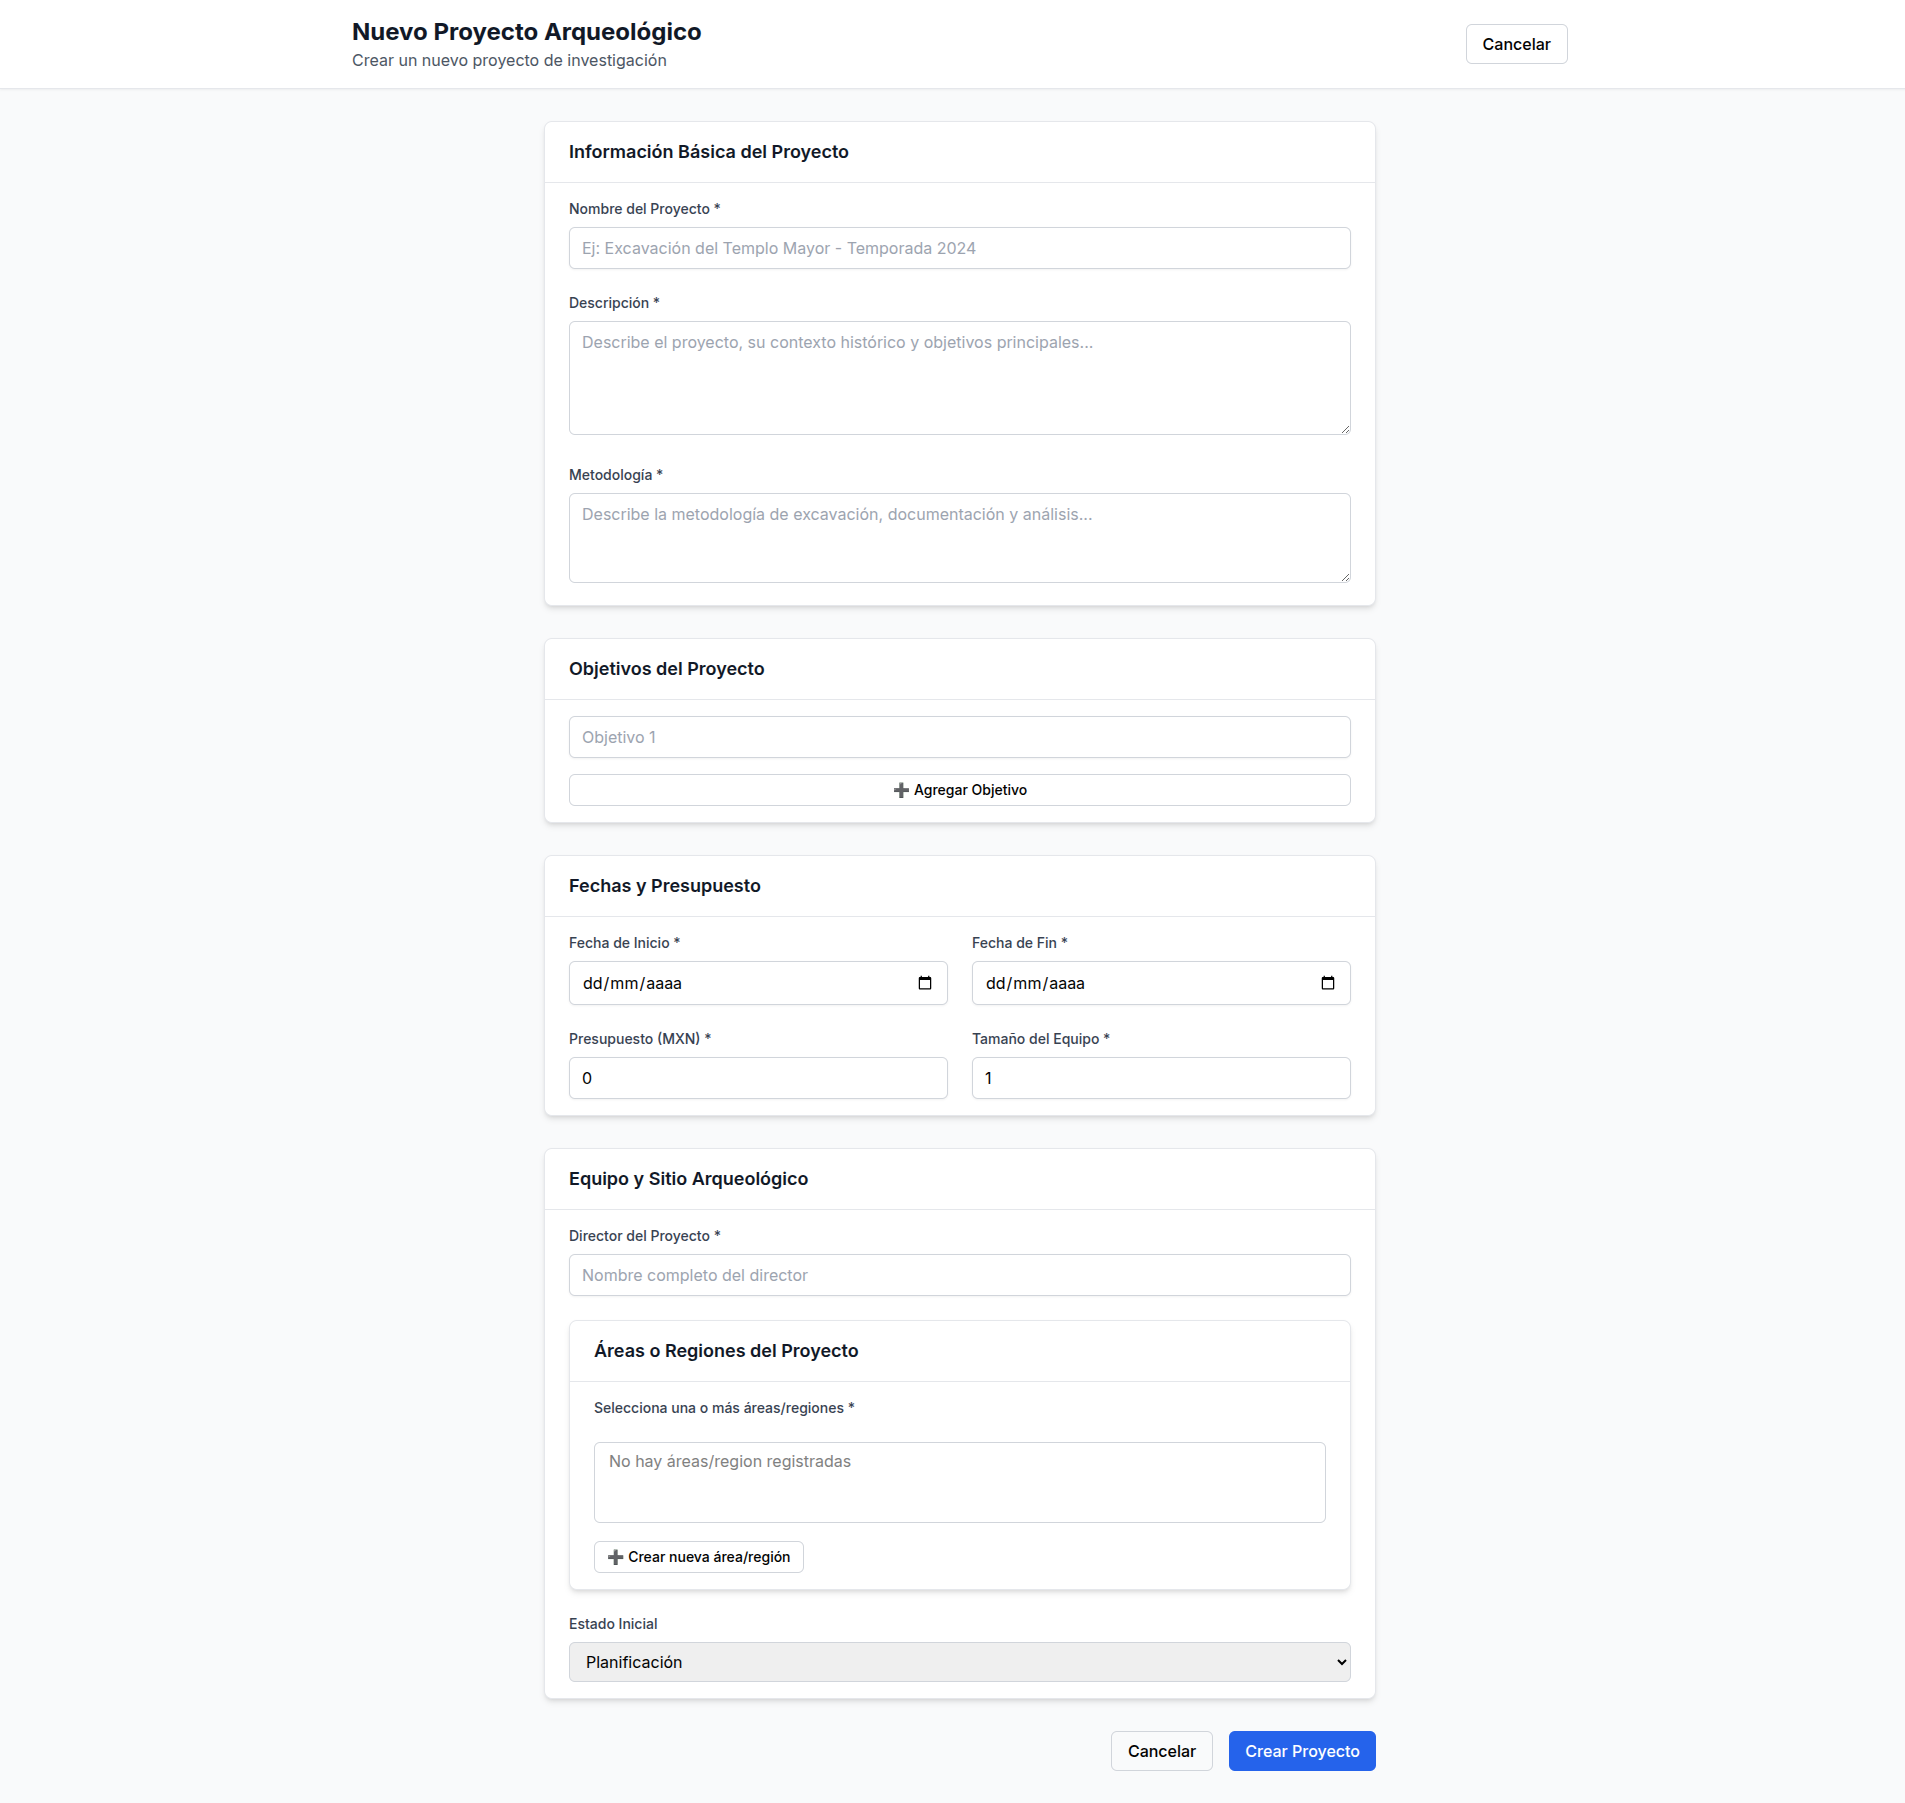 Nuevo Proyecto Arqueológico
Crear un nuevo proyecto de investigación
Cancelar
Información Básica del Proyecto
Nombre del Proyecto *
Ej: Excavación del Templo Mayor - Temporada 2024
Descripción *
Describe el proyecto, su contexto histórico y objetivos principales...
Metodología *
Describe la metodología de excavación, documentación y análisis...
Objetivos del Proyecto
Objetivo 1
➕ Agregar Objetivo
Fechas y Presupuesto
Fecha de Inicio *
Fecha de Fin *
dd/mm/aaaa
dd/mm/aaaa
Presupuesto (MXN) *
Tamaño del Equipo *
0
1
Equipo y Sitio Arqueológico
Director del Proyecto *
Nombre completo del director
Áreas o Regiones del Proyecto
Selecciona una o más áreas/regiones *
No hay áreas/region registradas
➕ Crear nueva área/región
Estado Inicial
Planificación
Cancelar
Crear Proyecto